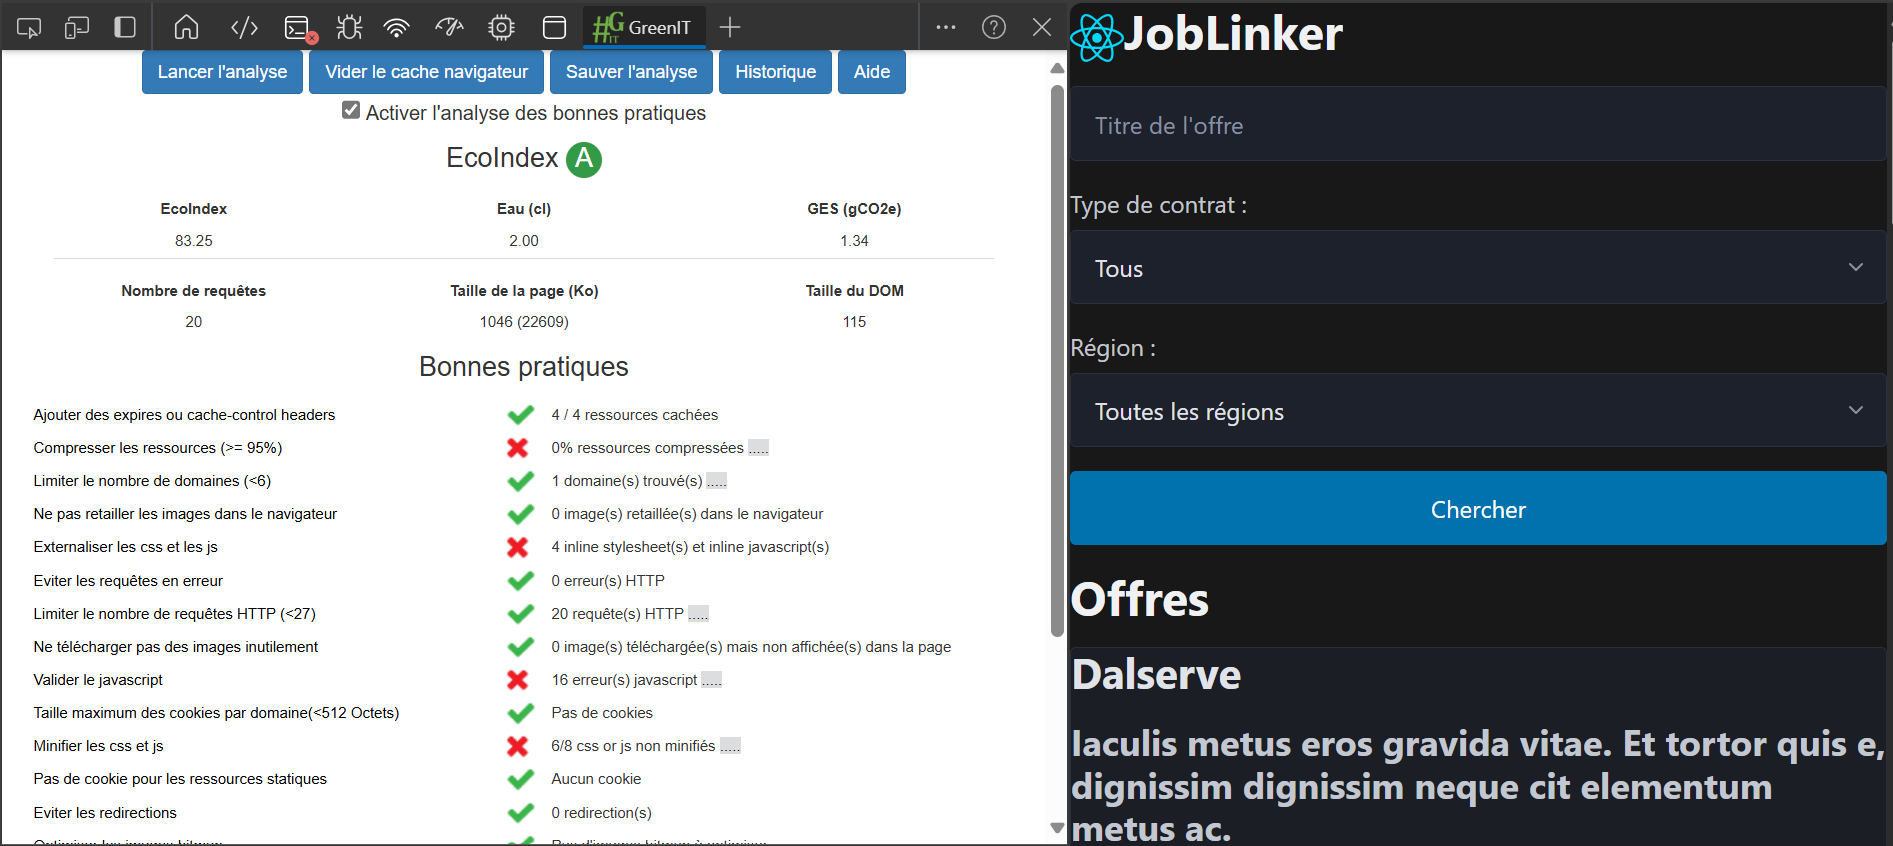 GreenIT
Lancer l'analyse
Vider le cache navigateur
Sauver l'analyse
Historique
Aide
Activer l'analyse des bonnes pratiques
EcoIndex A
EcoIndex Eau (cl) GES (gCO2e)
83.25 2.00 1.34
Nombre de requêtes Taille de la page (Ko) Taille du DOM
20 1046 (22609) 115
Bonnes pratiques
Ajouter des expires ou cache-control headers 4 / 4 ressources cachées
Compresser les ressources (>= 95%) 0% ressources compressées .....
Limiter le nombre de domaines (<6) 1 domaine(s) trouvé(s) .....
Ne pas retailler les images dans le navigateur 0 image(s) retaillée(s) dans le navigateur
Externaliser les css et les js 4 inline stylesheet(s) et inline javascript(s)
Eviter les requêtes en erreur 0 erreur(s) HTTP
Limiter le nombre de requêtes HTTP (<27) 20 requête(s) HTTP .....
Ne télécharger pas des images inutilement 0 image(s) téléchargée(s) mais non affichée(s) dans la page
Valider le javascript 16 erreur(s) javascript .....
Taille maximum des cookies par domaine(<512 Octets) Pas de cookies
Minifier les css et js 6/8 css or js non minifiés .....
Pas de cookie pour les ressources statiques Aucun cookie
Eviter les redirections 0 redirection(s)
JobLinker
Titre de l'offre
Type de contrat :
Tous
Région :
Toutes les régions
Chercher
Offres
Dalserve
Iaculis metus eros gravida vitae. Et tortor quis e,
dignissim dignissim neque cit elementum
metus ac.